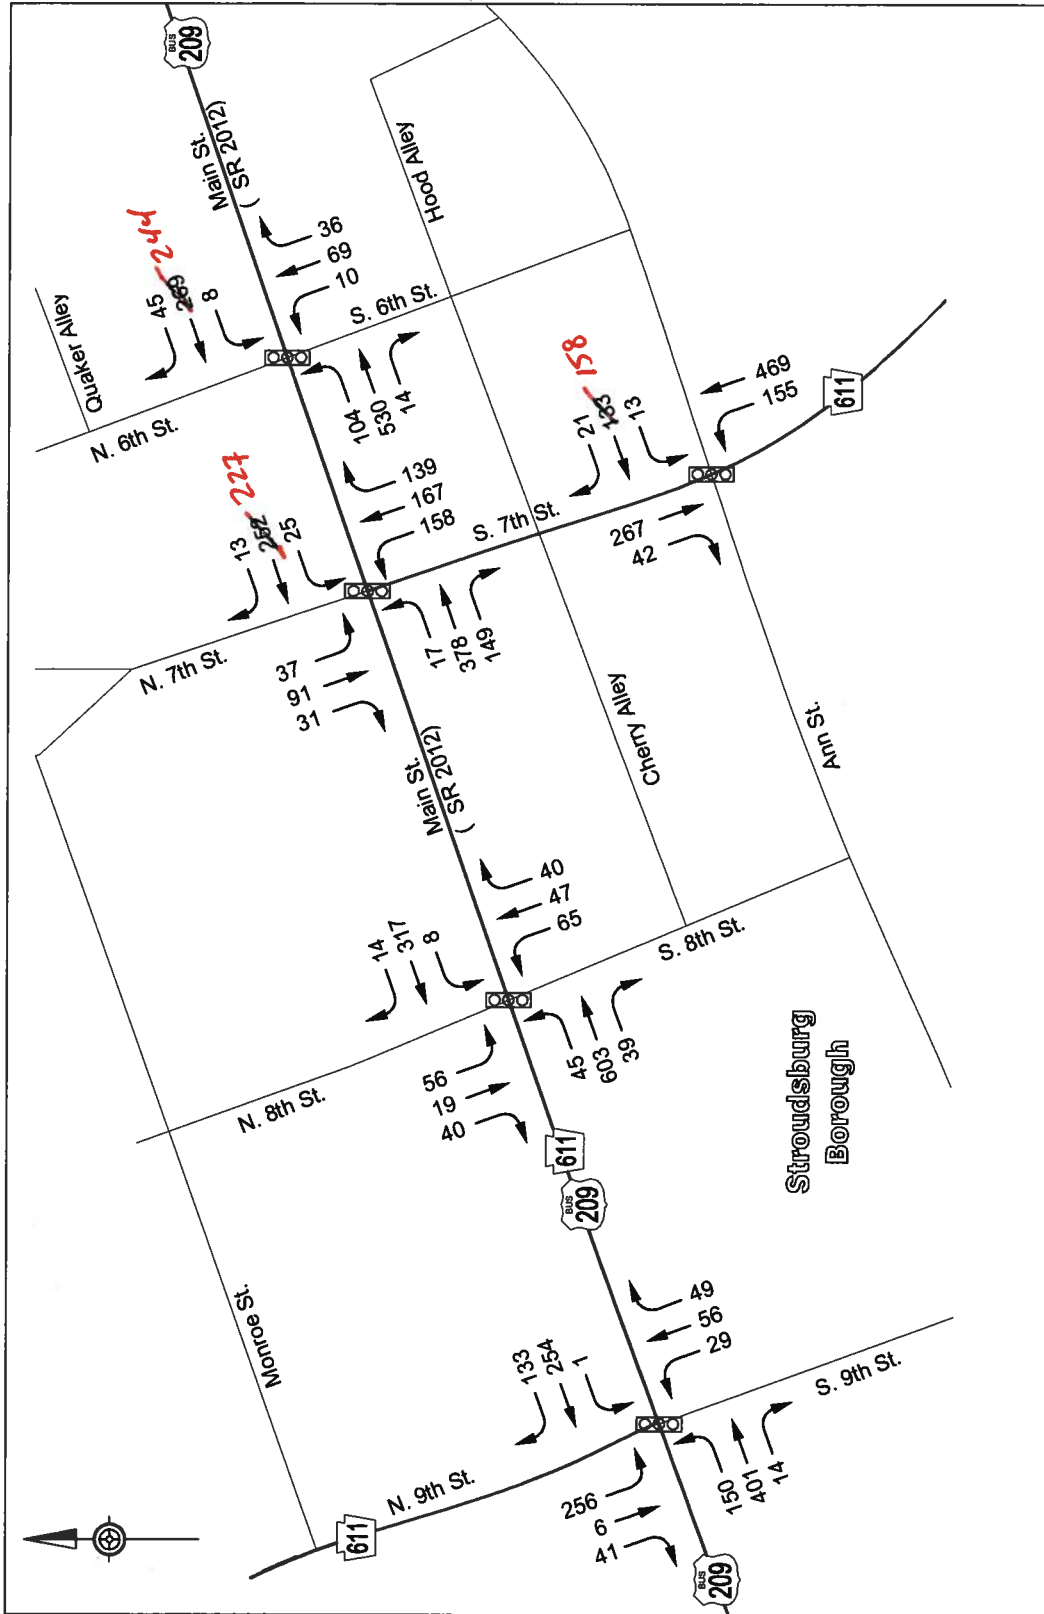 BUS
209
Main St.
( SR 2012)
Quaker Alley
45
269
244
8
36
69
10
N. 6th St.
S. 6th St.
Hood Alley
104
530
14
13
252
227
25
139
167
158
N. 7th St.
S. 7th St.
37
91
31
17
378
149
21
183
158
13
469
155
267
42
611
Main St.
( SR 2012)
Cherry Alley
Ann St.
14
317
8
40
47
65
N. 8th St.
S. 8th St.
56
19
40
45
603
39
611
BUS
209
Stroudsburg
Borough
Monroe St.
133
254
1
49
56
29
N. 9th St.
S. 9th St.
256
6
41
150
401
14
611
BUS
209